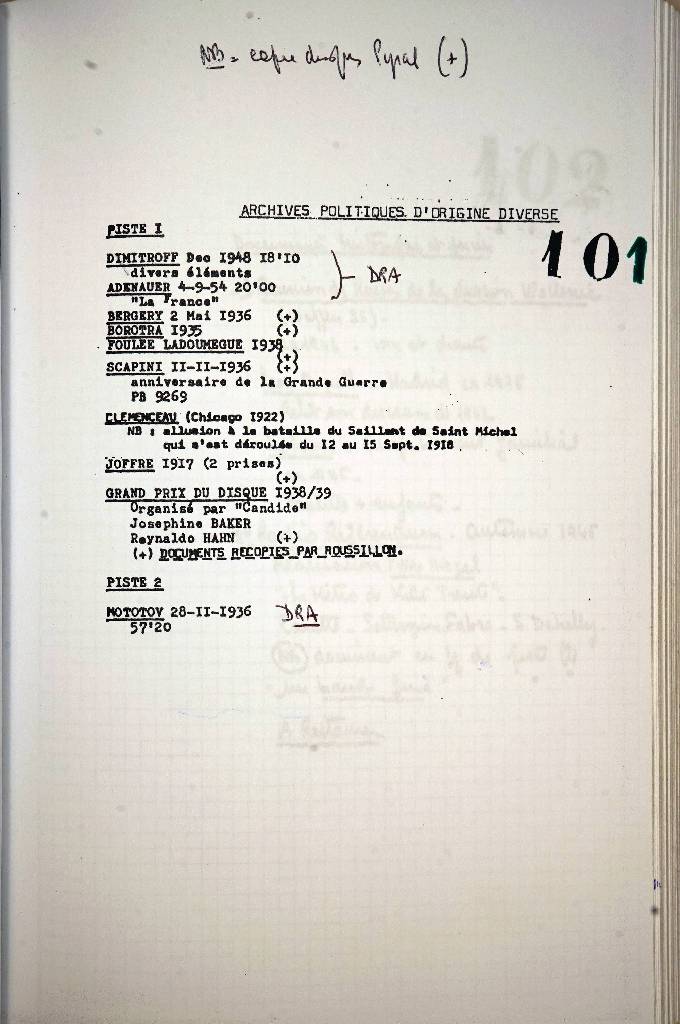 NB = copie disques Pyral (+)
ARCHIVES POLITIQUES D'ORIGINE DIVERSE
101
PISTE I
DIMITROFF Dec 1948 18'10
divers éléments
ADENAUER 4-9-54 20'00
"La France"
DRA
BERGERY 2 Mai 1936 (+)
BOROTRA 1935 (+)
FOULEE LADOUMEGUE 1938
(+)
SCAPINI II-II-1936 (+)
anniversaire de la Grande Guerre
PB 9269
CLEMENCEAU (Chicago 1922)
NB : allusion à la bataille du Saillant de Saint Michel
qui s'est déroulée du 12 au 15 Sept. 1918.
JOFFRE 1917 (2 prises)
(+)
GRAND PRIX DU DISQUE 1938/39
Organisé par "Candide"
Josephine BAKER
Reynaldo HAHN (+)
(+) DOCUMENTS RECOPIES PAR ROUSSILLON.
PISTE 2
MOTOTOV 28-II-1936 DRA
57'20